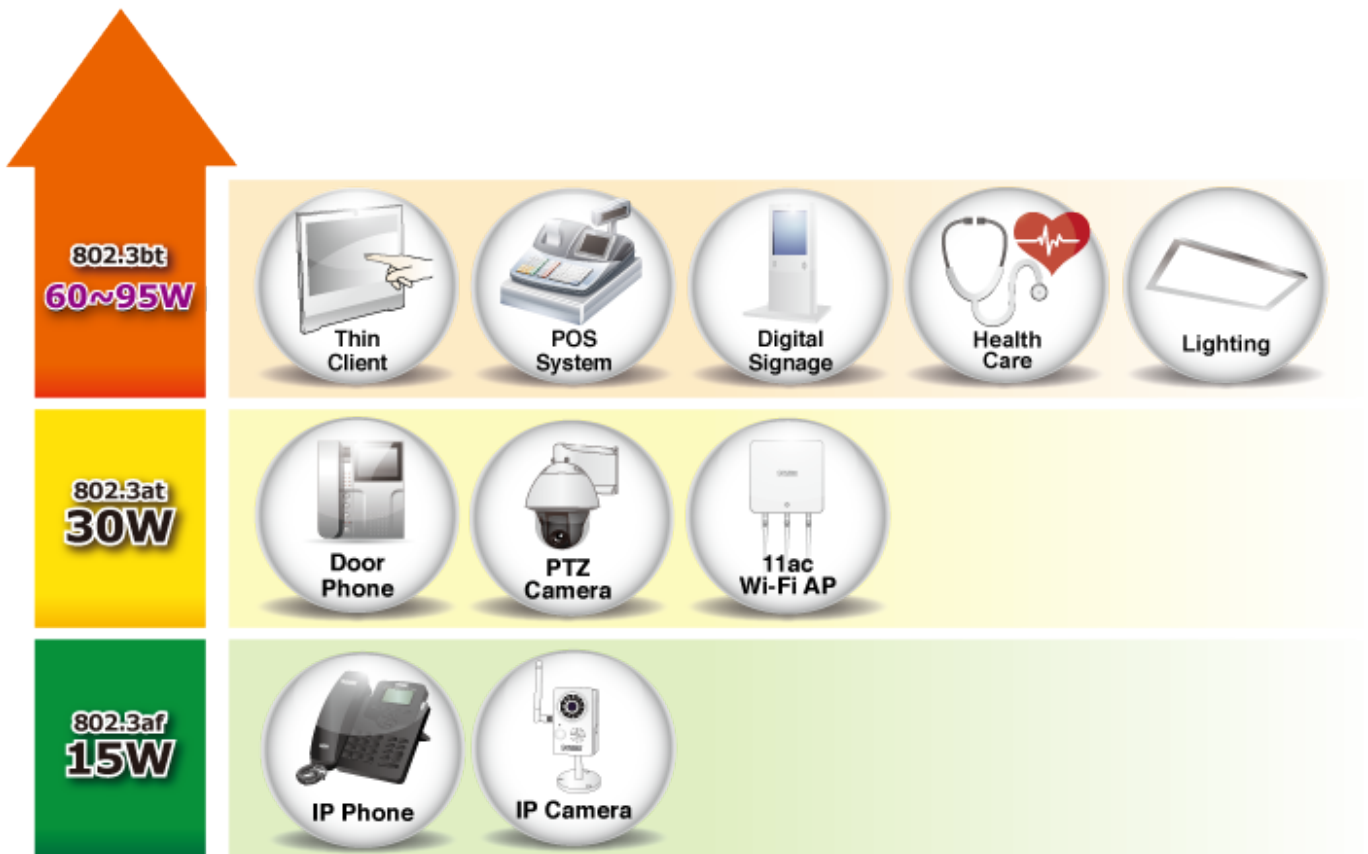 802.3bt
60~95W
Thin
Client
POS
System
Digital
Signage
Health
Care
Lighting
802.3at
30W
Door
Phone
PTZ
Camera
11ac
Wi-Fi AP
802.3af
15W
IP Phone
IP Camera